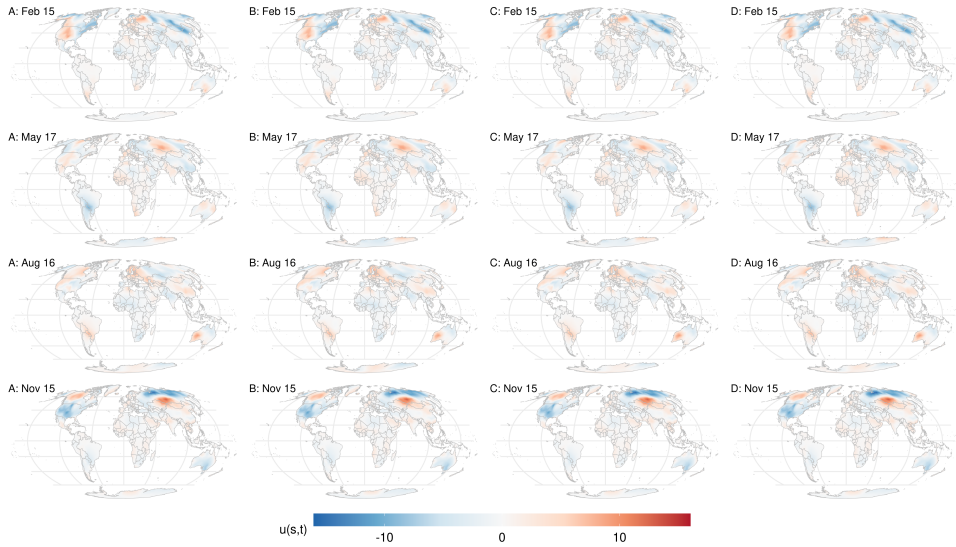 A: Feb 15 B: Feb 15 C: Feb 15 D: Feb 15
A: May 17 B: May 17 C: May 17 D: May 17
A: Aug 16 B: Aug 16 C: Aug 16 D: Aug 16
A: Nov 15 B: Nov 15 C: Nov 15 D: Nov 15
u(s,t)
-10 0 10